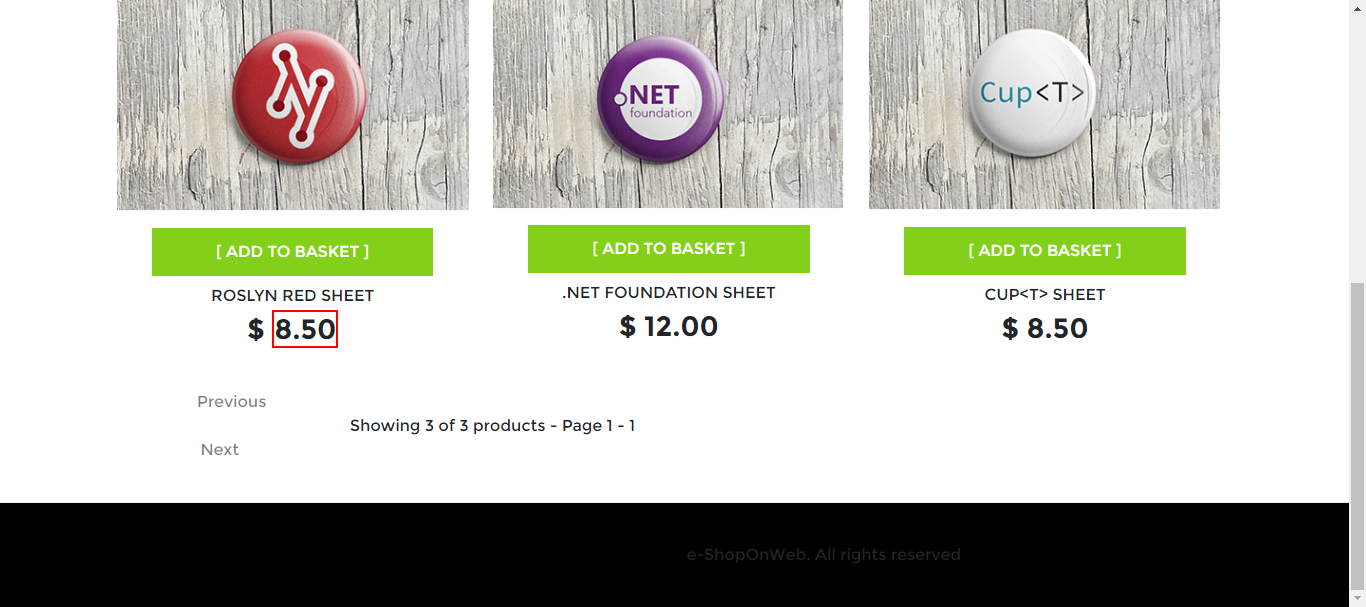 .NET
foundation
Cup<T>
[ ADD TO BASKET ]
[ ADD TO BASKET ]
[ ADD TO BASKET ]
ROSLYN RED SHEET
.NET FOUNDATION SHEET
CUP<T> SHEET
$ 8.50
$ 12.00
$ 8.50
Previous
Showing 3 of 3 products - Page 1 - 1
Next
e-ShopOnWeb. All rights reserved